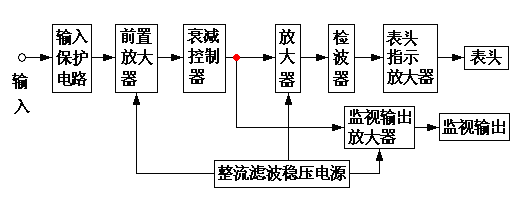 输入
输入
保护
电路
前置
放大
器
衰减
控制
器
放
大
器
检
波
器
表头
指示
放大器
表头
监视输出
放大器
监视输出
整流滤波稳压电源